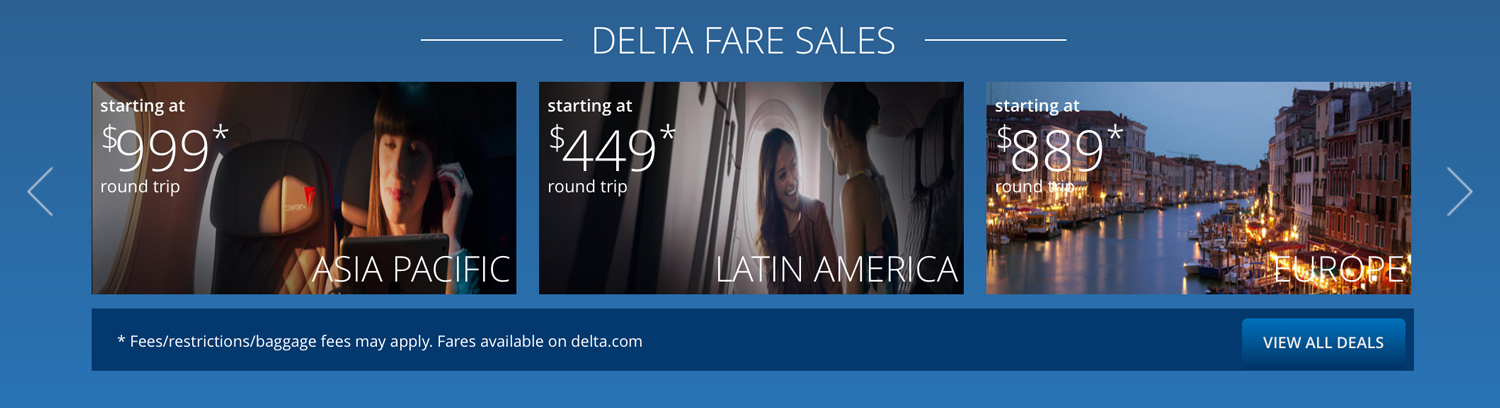 DELTA FARE SALES
starting at
$999*
round trip
COMFORT+
ASIA PACIFIC
starting at
$449*
round trip
LATIN AMERICA
starting at
$889*
round trip
EUROPE
* Fees/restrictions/baggage fees may apply. Fares available on delta.com
VIEW ALL DEALS